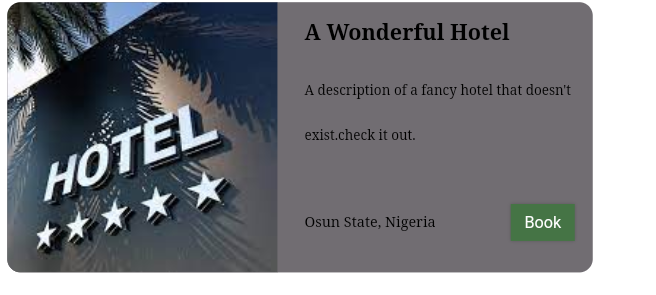 HOTEL
A Wonderful Hotel
A description of a fancy hotel that doesn't
exist.check it out.
Osun State, Nigeria
Book